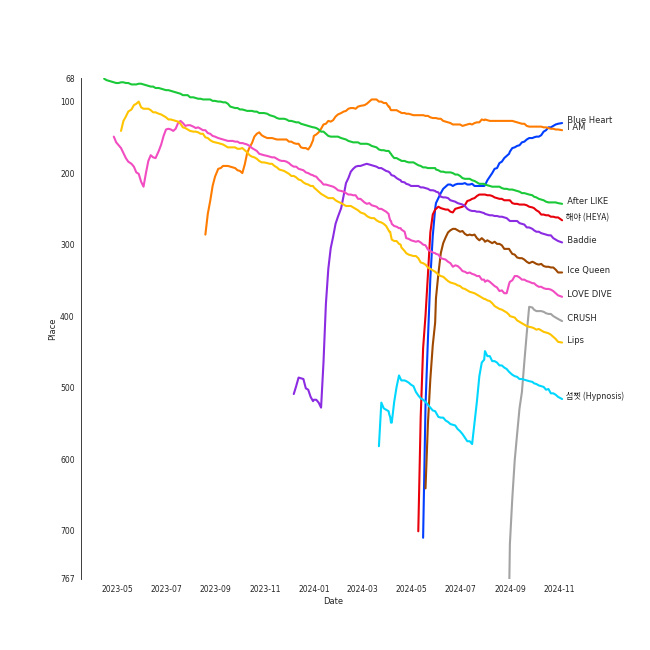 68
100
200
300
400
500
600
700
767
Place
2023-05
2023-07
2023-09
2023-11
2024-01
2024-03
2024-05
2024-07
2024-09
2024-11
Date
Blue Heart
I AM
After LIKE
해야 (HEYA)
Baddie
Ice Queen
LOVE DIVE
CRUSH
Lips
섬찟 (Hypnosis)